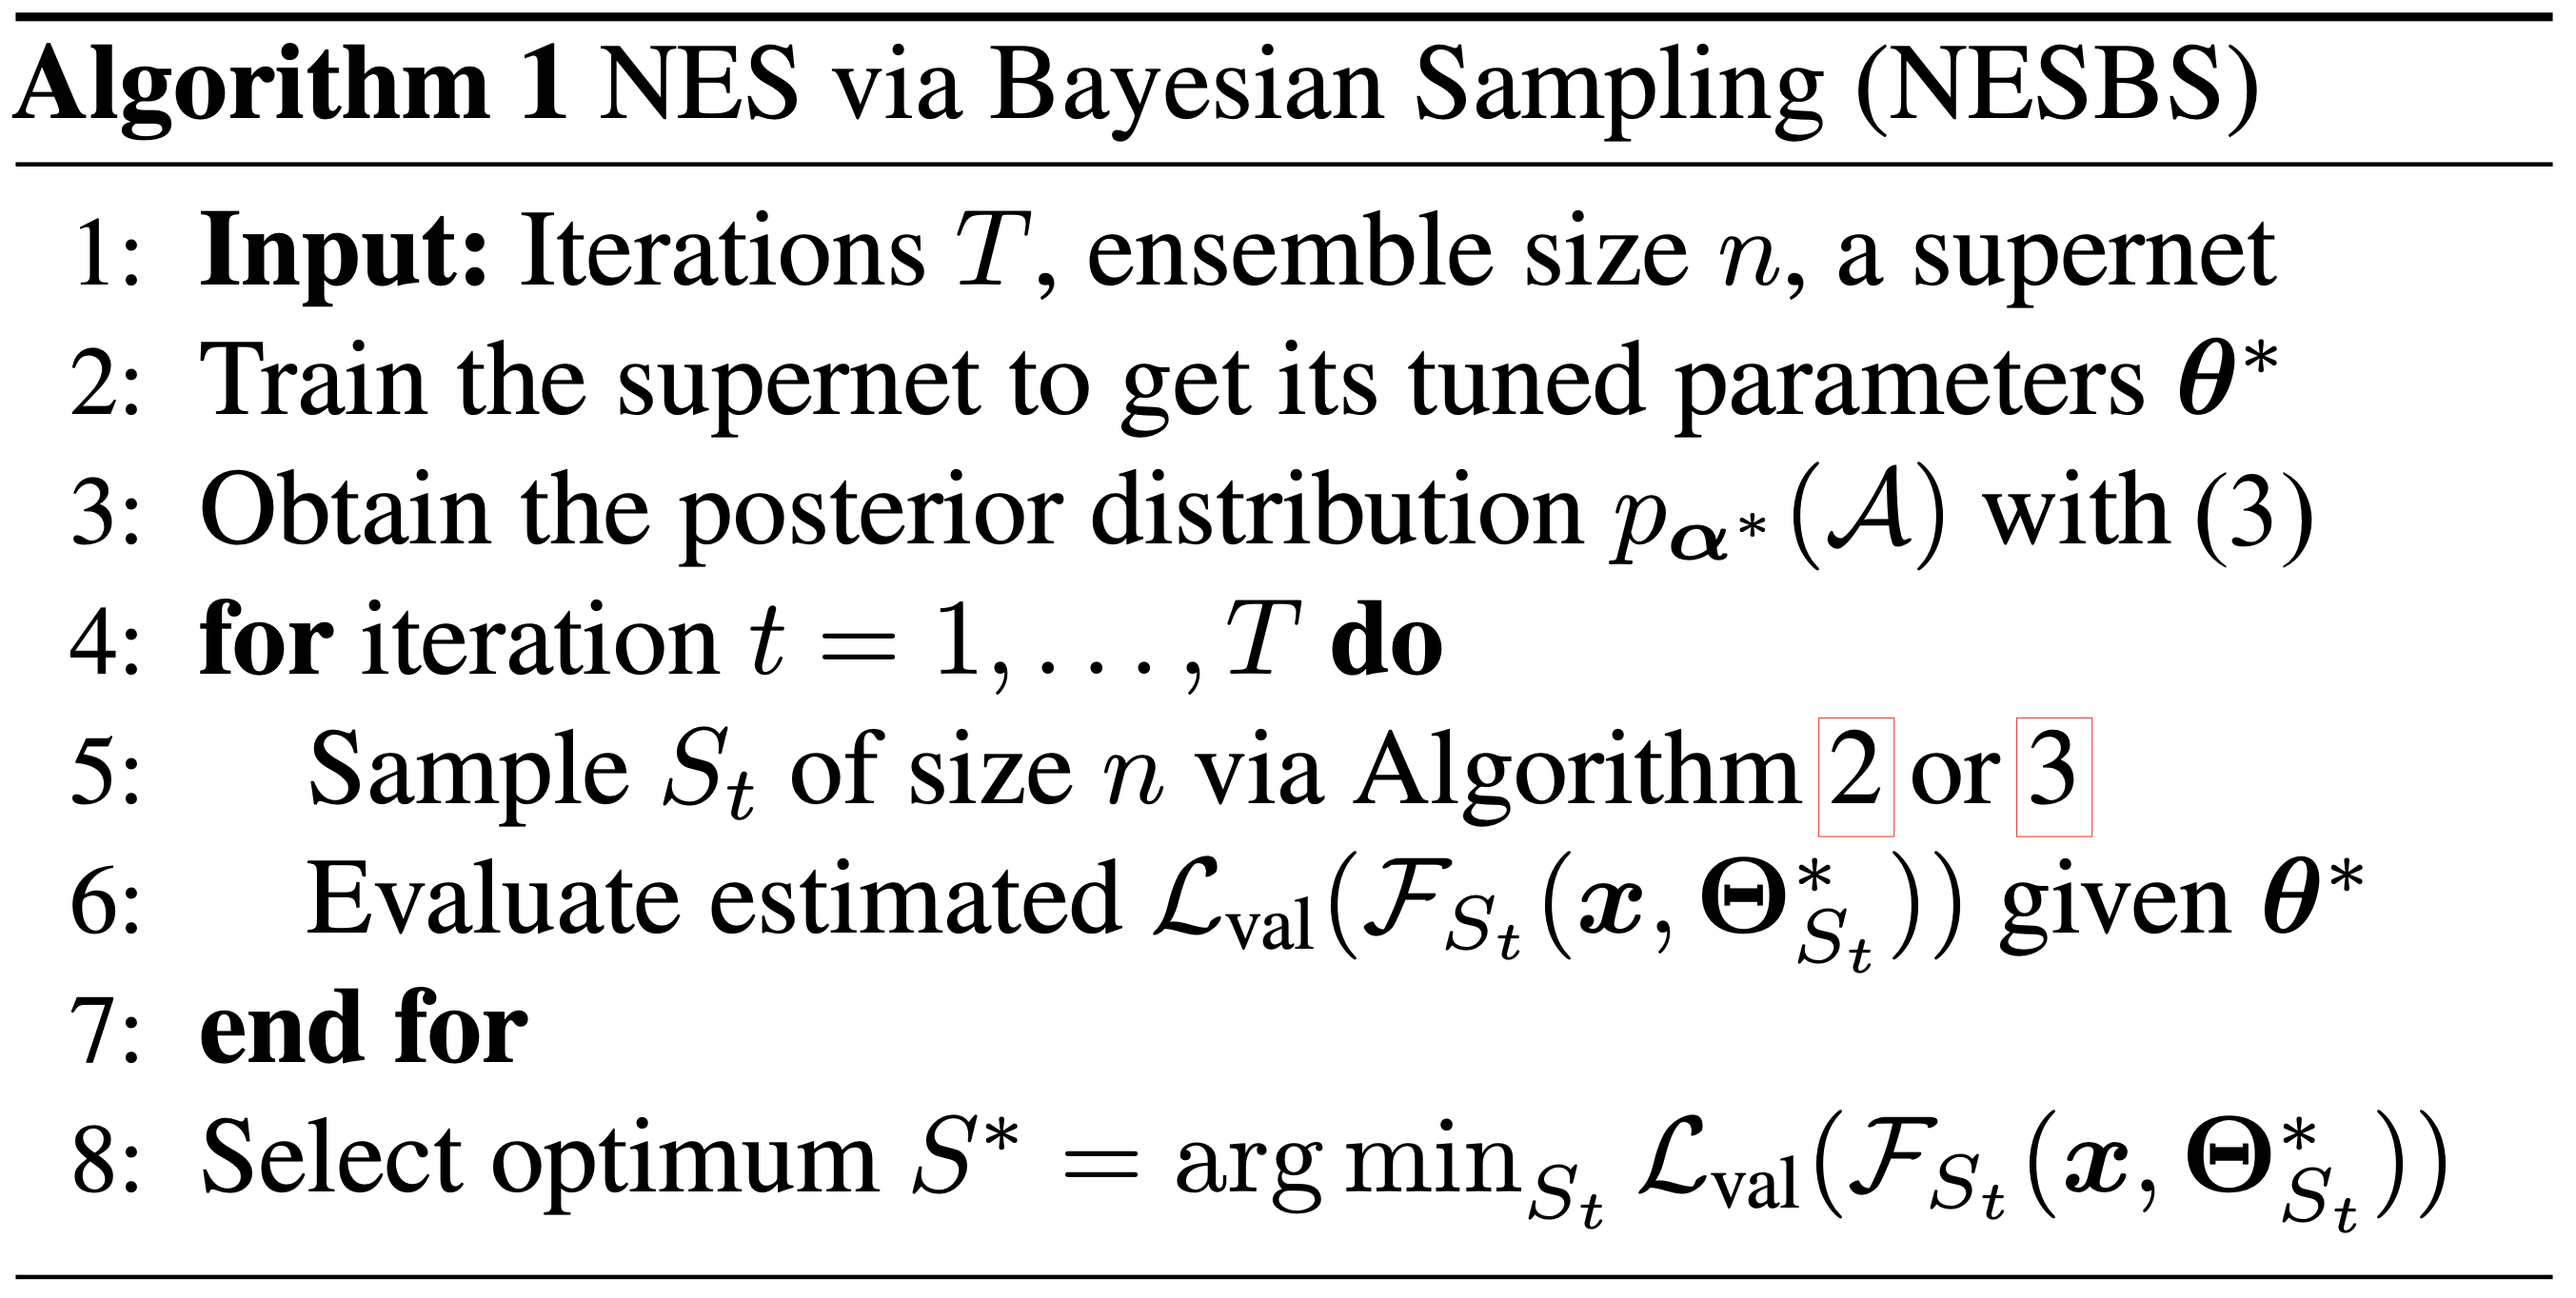 Algorithm 1 NES via Bayesian Sampling (NESBS)
1: Input: Iterations $T$, ensemble size $n$, a supernet
2: Train the supernet to get its tuned parameters $\boldsymbol{\theta}^*$
3: Obtain the posterior distribution $p_{\boldsymbol{\alpha}^*}(\mathcal{A})$ with (3)
4: for iteration $t = 1, \ldots, T$ do
5: Sample $S_t$ of size $n$ via Algorithm 2 or 3
6: Evaluate estimated $\mathcal{L}_{\text{val}}(\mathcal{F}_{S_t}(\boldsymbol{x}, \boldsymbol{\Theta}^*_{S_t}))$ given $\boldsymbol{\theta}^*$
7: end for
8: Select optimum $S^* = \arg\min_{S_t} \mathcal{L}_{\text{val}}(\mathcal{F}_{S_t}(\boldsymbol{x}, \boldsymbol{\Theta}^*_{S_t}))$